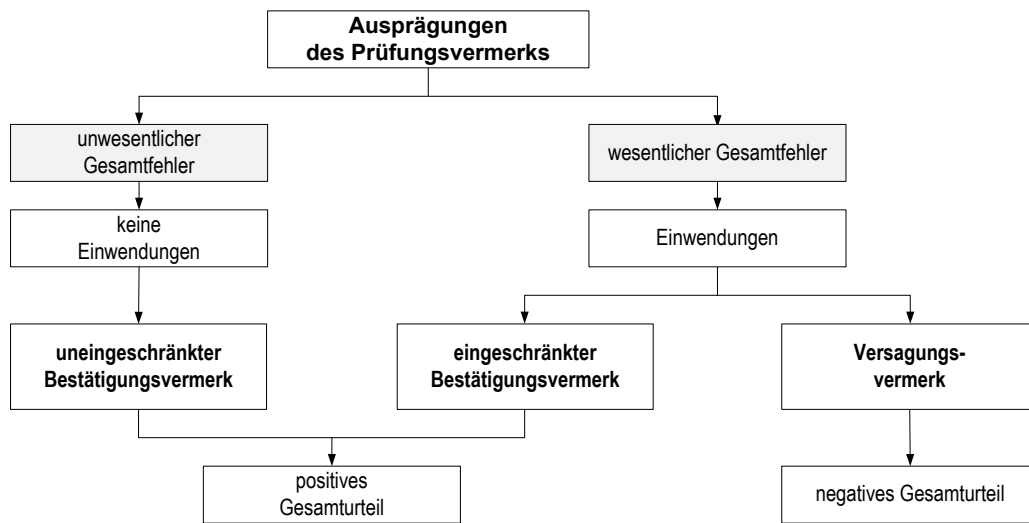 Ausprägungen
des Prüfungsvermerks
unwesentlicher
Gesamtfehler
wesentlicher Gesamtfehler
keine
Einwendungen
Einwendungen
uneingeschränkter
Bestätigungsvermerk
eingeschränkter
Bestätigungsvermerk
Versagungs-
vermerk
positives
Gesamturteil
negatives Gesamturteil